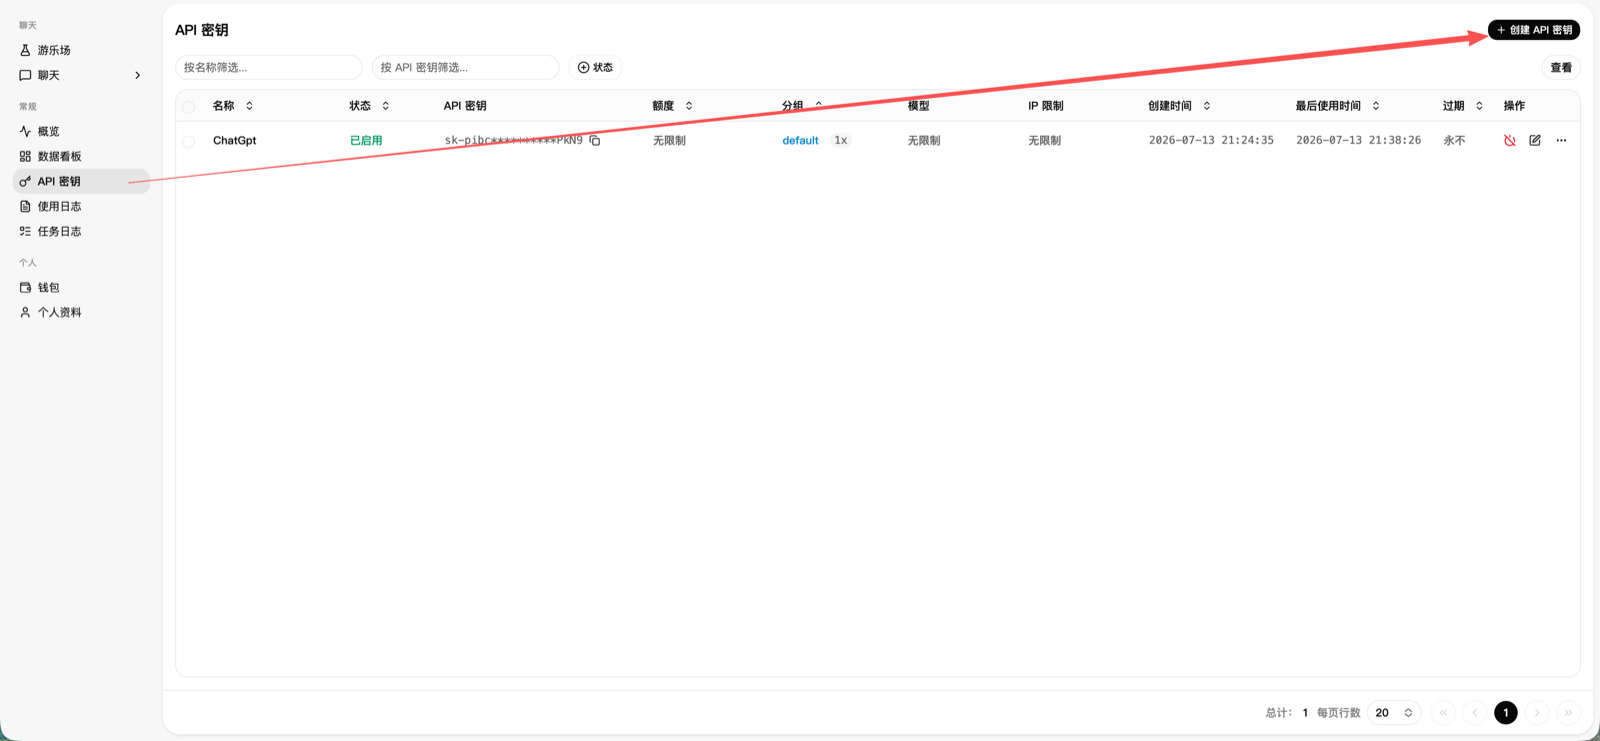 聊天
游乐场
聊天
常规
概览
数据看板
API 密钥
使用日志
任务日志
个人
钱包
个人资料
API 密钥
+ 创建 API 密钥
按名称筛选...
按 API 密钥筛选...
状态
查看
名称 状态 API 密钥 额度 分组 模型 IP 限制 创建时间 最后使用时间 过期 操作
ChatGpt 已启用 sk-pibc**********PkN9 无限制 default 1x 无限制 无限制 2026-07-13 21:24:35 2026-07-13 21:38:26 永不
总计: 1 每页行数 20 1